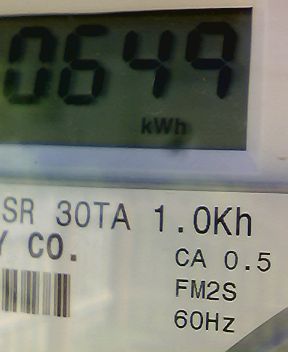 0649
kWh
SR 30TA 1.0Kh
Y CO.
CA 0.5
FM2S
60Hz